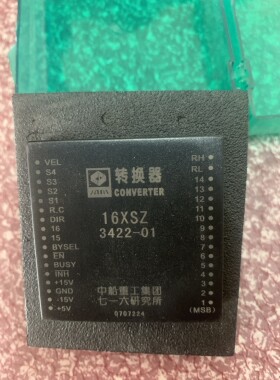 转换器
CONVERTER
16XSZ
3422-01
中船重工集团
七一六研究所
0707224
VEL
S4
S3
S2
S1
R,C
DIR
16
15
BYSEL
EN
BUSY
INH
+15V
GND
-15V
+5V
RH
RL
14
13
12
11
10
9
8
7
6
5
4
3
2
1
(MSB)